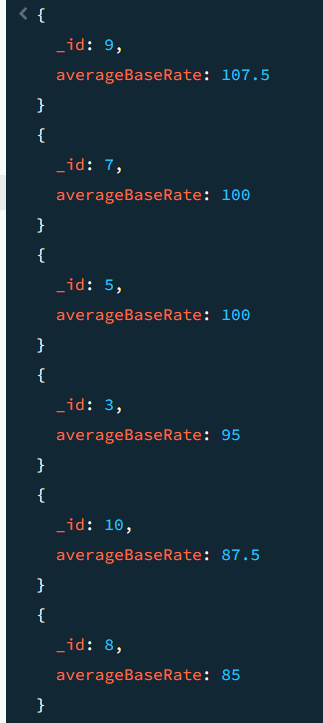 {
_id: 9,
averageBaseRate: 107.5
}
{
_id: 7,
averageBaseRate: 100
}
{
_id: 5,
averageBaseRate: 100
}
{
_id: 3,
averageBaseRate: 95
}
{
_id: 10,
averageBaseRate: 87.5
}
{
_id: 8,
averageBaseRate: 85
}